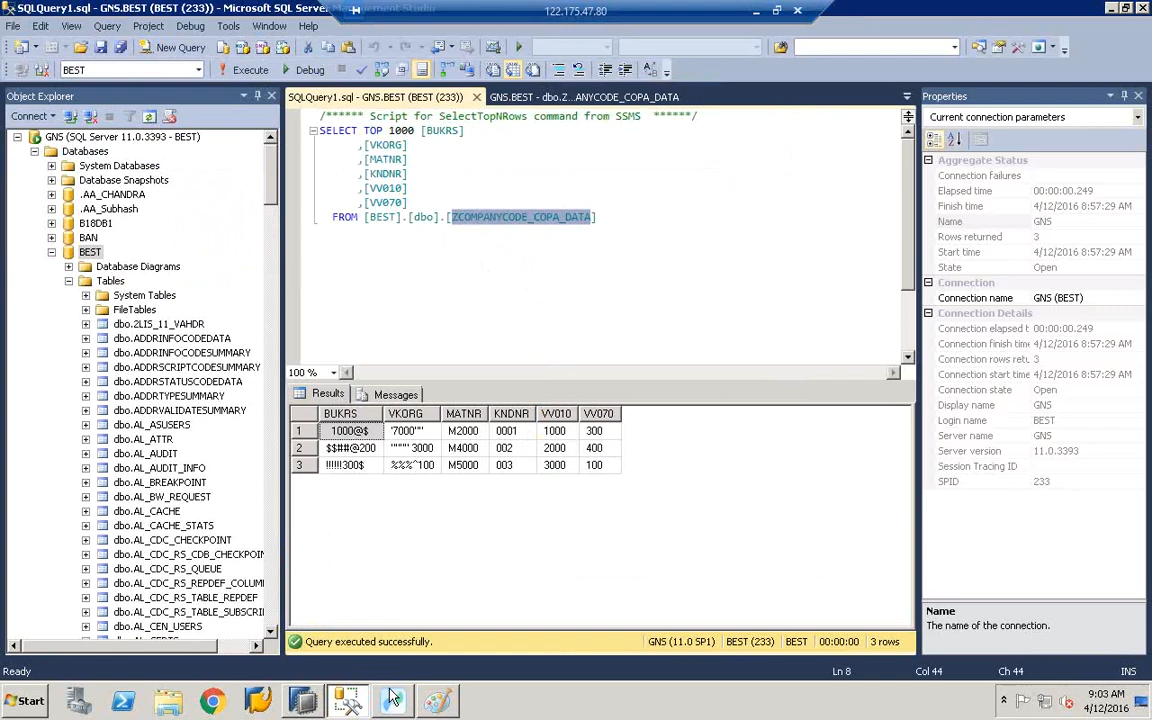 SQLQuery1.sql - GNS.BEST (BEST (233)) - Microsoft SQL Server Management Studio
122.175.47.80
File Edit View Query Project Debug Tools Window Help
New Query
BEST Execute Debug
Object Explorer
Connect
GNS (SQL Server 11.0.3393 - BEST)
Databases
System Databases
Database Snapshots
.AA_CHANDRA
.AA_Subhash
B18DB1
BAN
BEST
Database Diagrams
Tables
System Tables
FileTables
dbo.2LIS_11_VAHDR
dbo.ADDRINFOCODEDATA
dbo.ADDRINFOCODESUMMARY
dbo.ADDRSCRIPTCODESUMMARY
dbo.ADDRSTATUSCODEDATA
dbo.ADDRTYPESUMMARY
dbo.ADDRVALIDATESUMMARY
dbo.AL_ASUSERS
dbo.AL_ATTR
dbo.AL_AUDIT
dbo.AL_AUDIT_INFO
dbo.AL_BREAKPOINT
dbo.AL_BW_REQUEST
dbo.AL_CACHE
dbo.AL_CACHE_STATS
dbo.AL_CDC_CHECKPOINT
dbo.AL_CDC_RS_CDB_CHECKPOIN
dbo.AL_CDC_RS_QUEUE
dbo.AL_CDC_RS_REPDEF_COLUM
dbo.AL_CDC_RS_TABLE_REPDEF
dbo.AL_CDC_RS_TABLE_SUBSCRI
dbo.AL_CEN_USERS
SQLQuery1.sql - GNS.BEST (BEST (233)) GNS.BEST - dbo.Z...ANYCODE_COPA_DATA
/****** Script for SelectTopNRows command from SSMS ******/
SELECT TOP 1000 [BUKRS]
,[VKORG]
,[MATNR]
,[KNDNR]
,[VV010]
,[VV070]
FROM [BEST].[dbo].[ZCOMPANYCODE_COPA_DATA]
100 %
Results Messages
BUKRS VKORG MATNR KNDNR VV010 VV070
1 1000@$ '7000''''' M2000 0001 1000 300
2 $$##@200 '''''''' 3000 M4000 002 2000 400
3 !!!!!!300$ %%%^100 M5000 003 3000 100
Query executed successfully. GNS (11.0 SP1) BEST (233) BEST 00:00:00 3 rows
Properties
Current connection parameters
Aggregate Status
Connection failures
Elapsed time 00:00:00.249
Finish time 4/12/2016 8:57:29 AM
Name GNS
Rows returned 3
Start time 4/12/2016 8:57:29 AM
State Open
Connection
Connection name GNS (BEST)
Connection Details
Connection elapsed t 00:00:00.249
Connection finish tim 4/12/2016 8:57:29 AM
Connection rows retu 3
Connection start time 4/12/2016 8:57:29 AM
Connection state Open
Display name GNS
Login name BEST
Server name GNS
Server version 11.0.3393
Session Tracing ID
SPID 233
Name
The name of the connection.
Ready Ln 8 Col 44 Ch 44 INS
Start
9:03 AM
4/12/2016